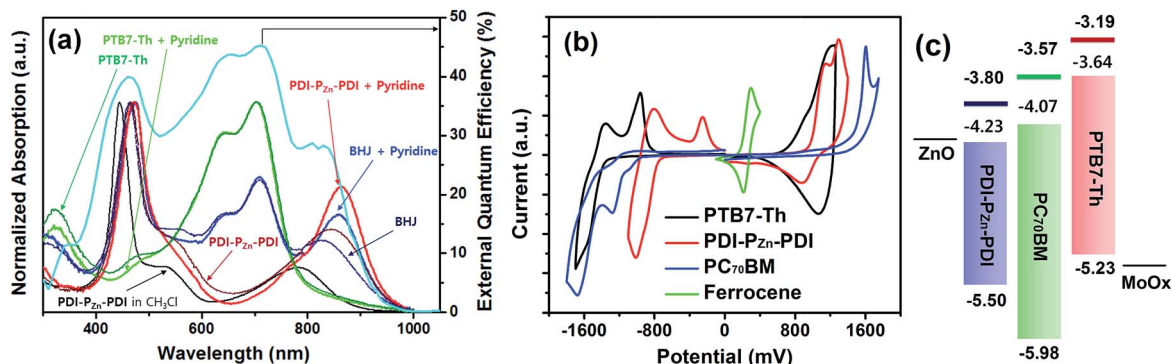 (a)
PTB7-Th + Pyridine
PTB7-Th
PDI-PZn-PDI + Pyridine
BHJ + Pyridine
BHJ
PDI-PZn-PDI
PDI-PZn-PDI in CH3Cl
Normalized Absorption (a.u.)
External Quantum Efficiency (%)
50
40
30
20
10
0
400
600
800
1000
Wavelength (nm)
(b)
Current (a.u.)
PTB7-Th
PDI-PZn-PDI
PC70BM
Ferrocene
-1600
-800
0
800
1600
Potential (mV)
(c)
-3.19
-3.57
-3.64
-3.80
-4.07
-4.23
ZnO
PDI-PZn-PDI
PC70BM
PTB7-Th
-5.23
MoOx
-5.50
-5.98